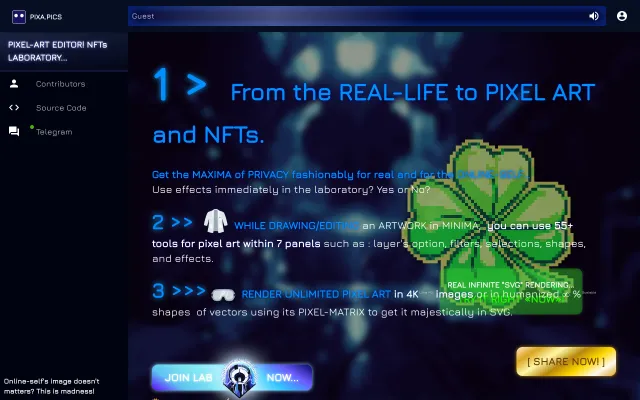 PIXA.PICS
Guest
PIXEL-ART EDITOR! NFTs
LABORATORY...
Contributors
Source Code
Telegram
1 > From the REAL-LIFE to PIXEL ART
and NFTs.
Get the MAXIMA of PRIVACY fashionably for real and for the ONLINE-SELF.
Use effects immediately in the laboratory? Yes or No?
2 >> WHILE DRAWING/EDITING an ARTWORK in MINIMA, you can use 55+
tools for pixel art within 7 panels such as : layer's option, filters, selections, shapes,
and effects.
REAL INFINITE "SVG" RENDERING...
3 >>> RENDER UNLIMITED PIXEL ART in 4K images or in humanized ∞ %
shapes of vectors using its PIXEL-MATRIX to get it majestically in SVG.
[ SHARE NOW! ]
JOIN LAB NOW...
Online-self's image doesn't
matters? This is madness!